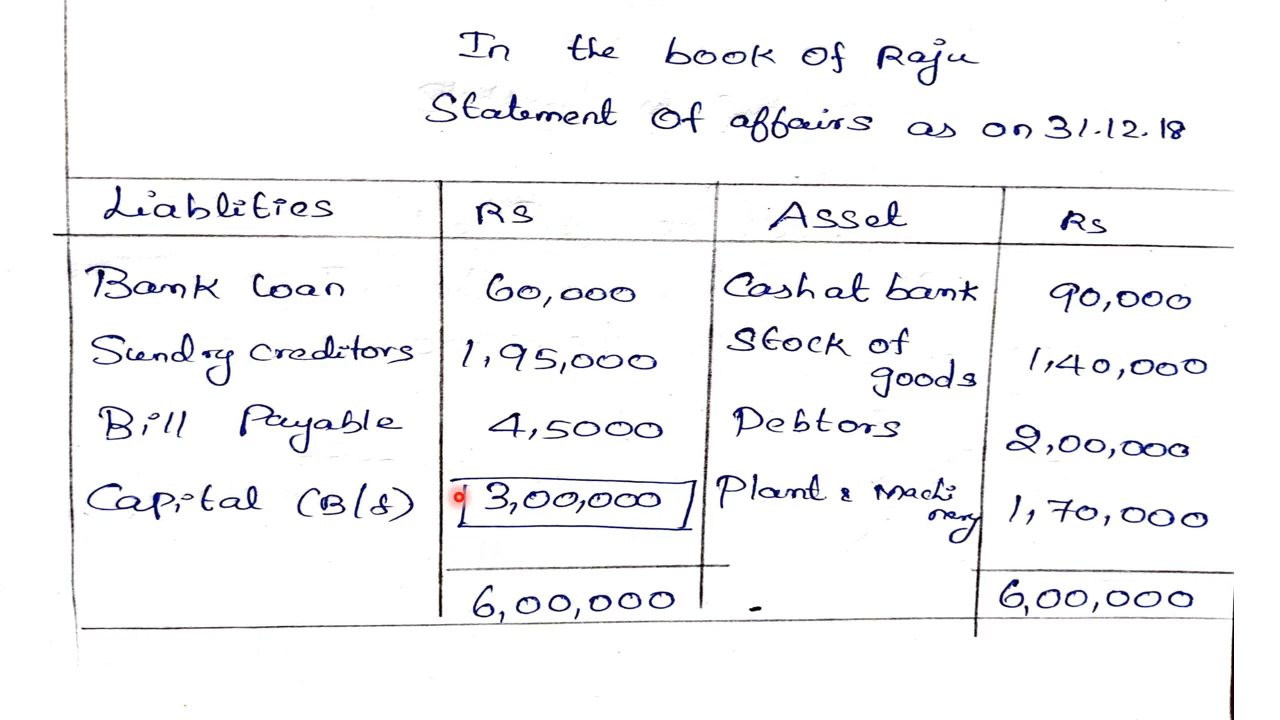 In the book of Raju
Statement of affairs as on 31.12.18
Liablities RS Asset Rs
Bank loan 60,000 Cash at bank 90,000
Sundry creditors 1,95,000 Stock of goods 1,40,000
Bill Payable 4,5000 Debtors 2,00,000
Capital (B/f) 3,00,000 Plant & Machinery 1,70,000
6,00,000 6,00,000